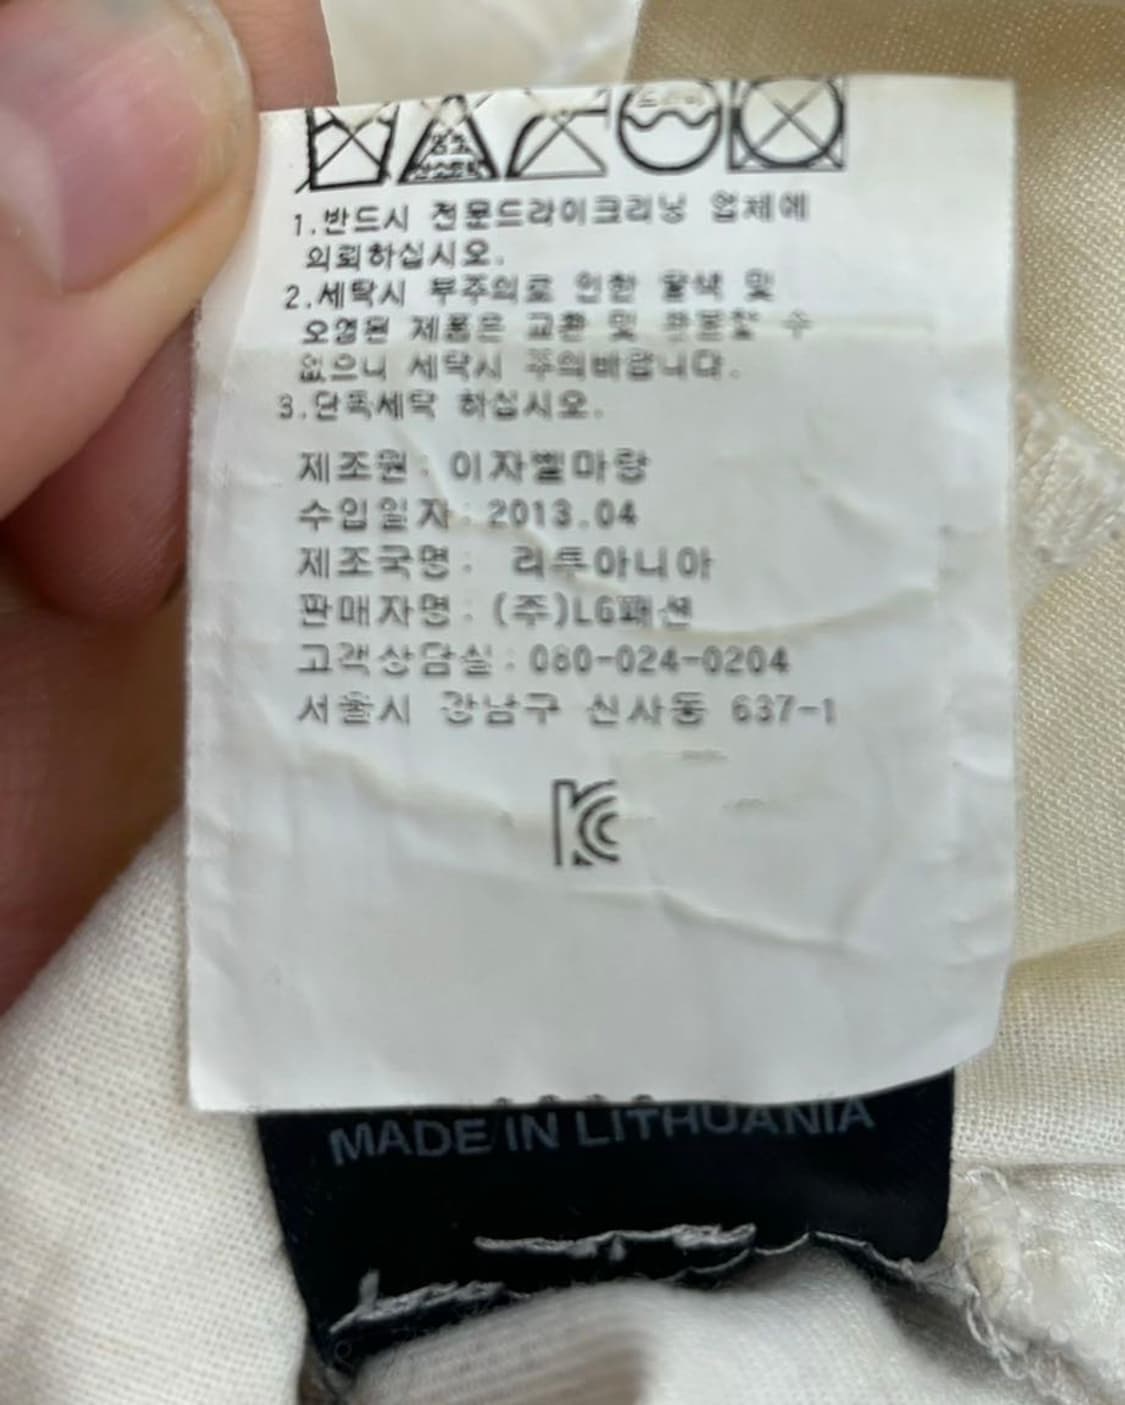 1.반드시 전문드라이크리닝 업체에
의뢰하십시오.
2.세탁시 부주의로 인한 탈색 및
오염된 제품은 교환 및 환불할 수
없으니 세탁시 주의바랍니다.
3.단독세탁 하십시오.
제조원: 이자벨마랑
수입일자: 2013.04
제조국명: 리투아니아
판매자명: (주)LG패션
고객상담실: 080-024-0204
서울시 강남구 신사동 637-1
KC
MADE IN LITHUANIA